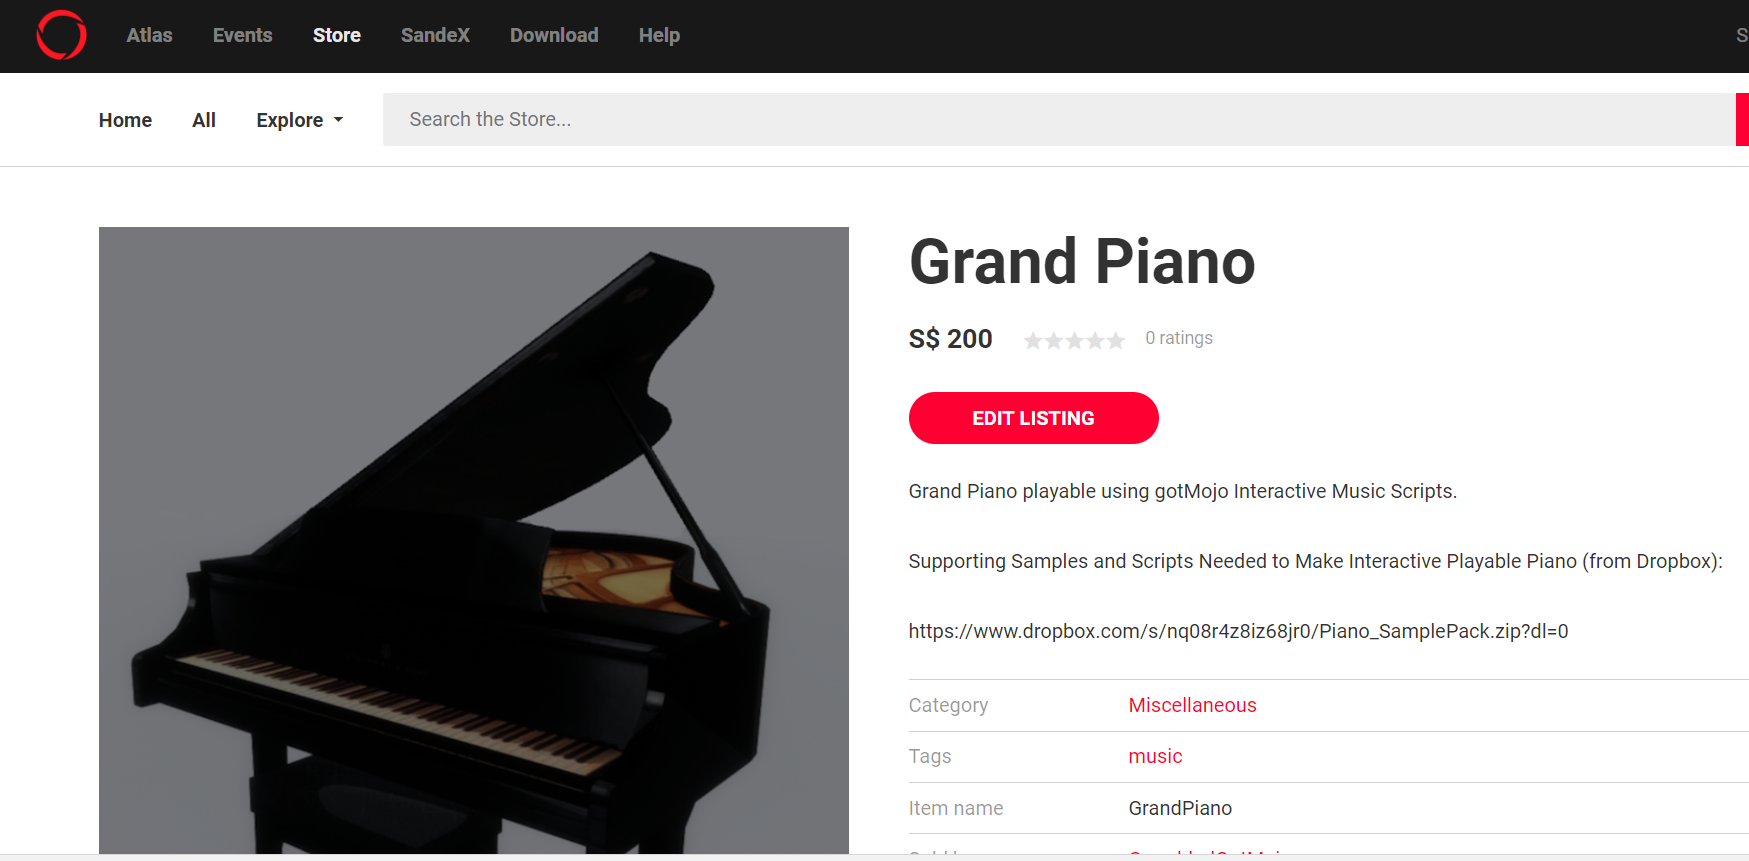 Atlas Events Store SandeX Download Help
Home All Explore Search the Store...
Grand Piano
S$ 200 0 ratings
EDIT LISTING
Grand Piano playable using gotMojo Interactive Music Scripts.
Supporting Samples and Scripts Needed to Make Interactive Playable Piano (from Dropbox):
https://www.dropbox.com/s/nq08r4z8iz68jr0/Piano_SamplePack.zip?dl=0
Category Miscellaneous
Tags music
Item name GrandPiano